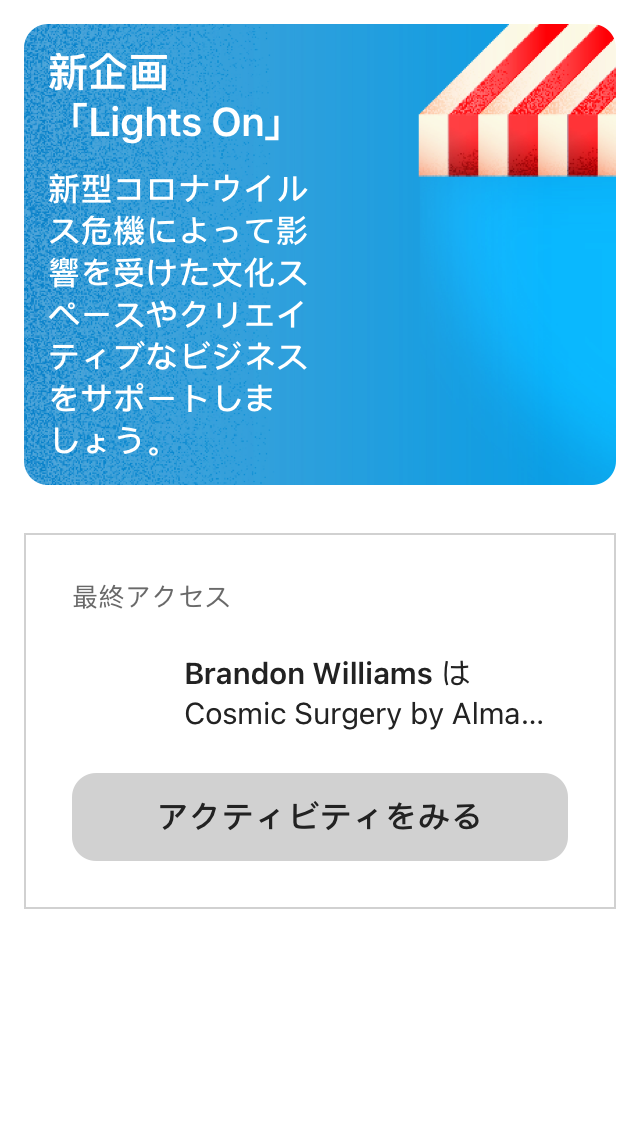 新企画
「Lights On」
新型コロナウイル
ス危機によって影
響を受けた文化ス
ペースやクリエイ
ティブなビジネス
をサポートしま
しょう。
最終アクセス
Brandon Williams は
Cosmic Surgery by Alma...
アクティビティをみる